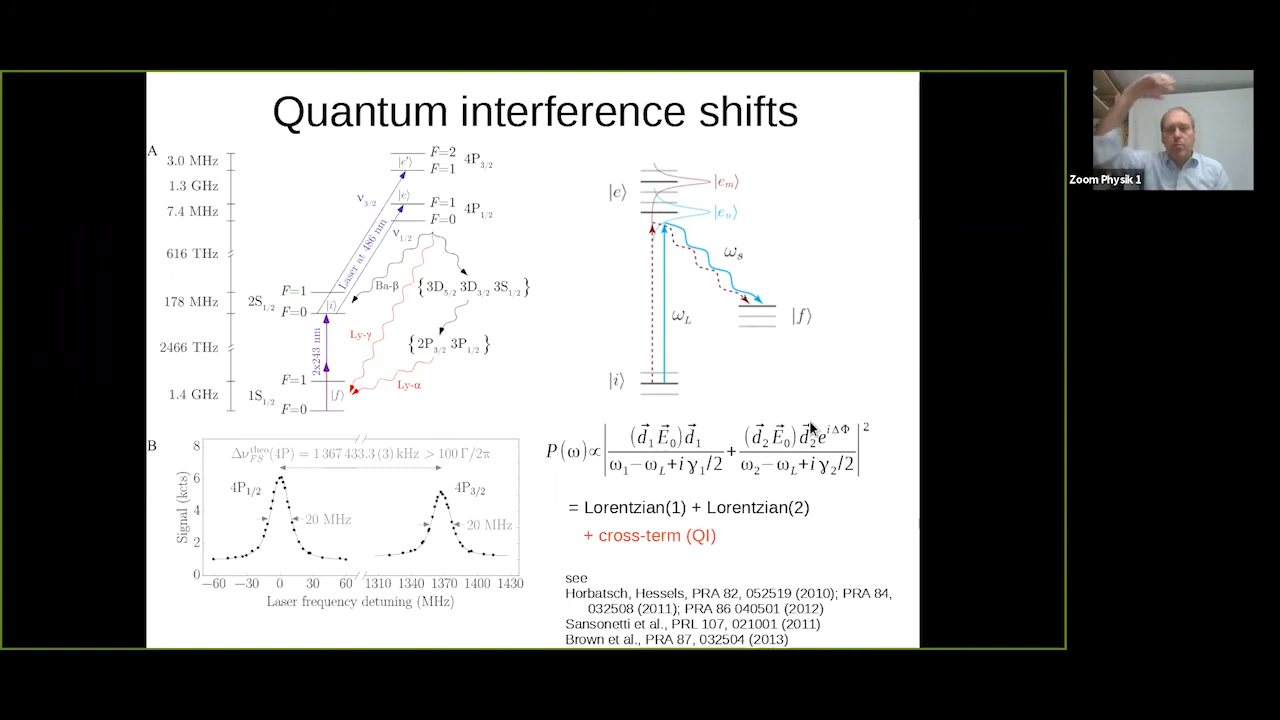 Quantum interference shifts
A
3.0 MHz
1.3 GHz
7.4 MHz
616 THz
178 MHz
2466 THz
1.4 GHz
F=2
|e'⟩
4P3/2
F=1
ν3/2
|e⟩
F=1
4P1/2
F=0
ν1/2
Laser at 486 nm
Ba-β
{3D5/2 3D3/2 3S1/2}
F=1
2S1/2
|i⟩
F=0
2x243 nm
Ly-γ
{2P3/2 3P1/2}
Ly-α
F=1
1S1/2
|f⟩
F=0
|e⟩
|em⟩
|en⟩
ωs
ωL
|f⟩
|i⟩
B
Signal (kcts)
8
6
4
2
0
ΔνFS^theo(4P) = 1 367 433.3 (3) kHz > 100 Γ/2π
4P1/2
4P3/2
20 MHz
20 MHz
−60 −30 0 30 60 1310 1340 1370 1400 1430
Laser frequency detuning (MHz)
P(ω)∝|(d⃗1 E⃗0)d⃗1/(ω1−ωL+iγ1/2) + (d⃗2 E⃗0)d⃗2e^iΔΦ/(ω2−ωL+iγ2/2)|^2
= Lorentzian(1) + Lorentzian(2)
+ cross-term (QI)
see
Horbatsch, Hessels, PRA 82, 052519 (2010); PRA 84,
032508 (2011); PRA 86 040501 (2012)
Sansonetti et al., PRL 107, 021001 (2011)
Brown et al., PRA 87, 032504 (2013)
Zoom Physik 1